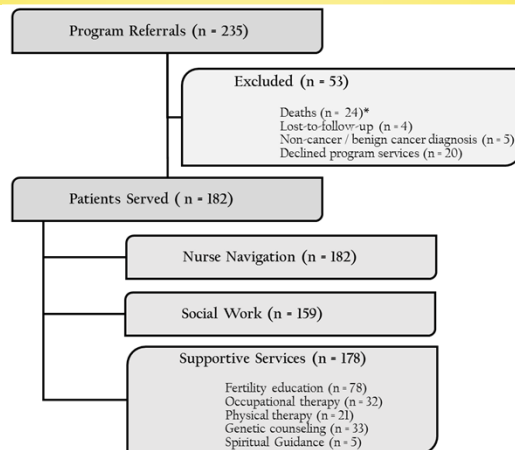 Program Referrals (n = 235)
Excluded (n = 53)
Deaths (n = 24)*
Lost-to-follow-up (n = 4)
Non-cancer / benign cancer diagnosis (n = 5)
Declined program services (n = 20)
Patients Served ( n = 182)
Nurse Navigation (n = 182)
Social Work (n = 159)
Supportive Services (n = 178)
Fertility education (n = 78)
Occupational therapy (n = 32)
Physical therapy (n = 21)
Genetic counseling (n = 33)
Spiritual Guidance (n = 5)